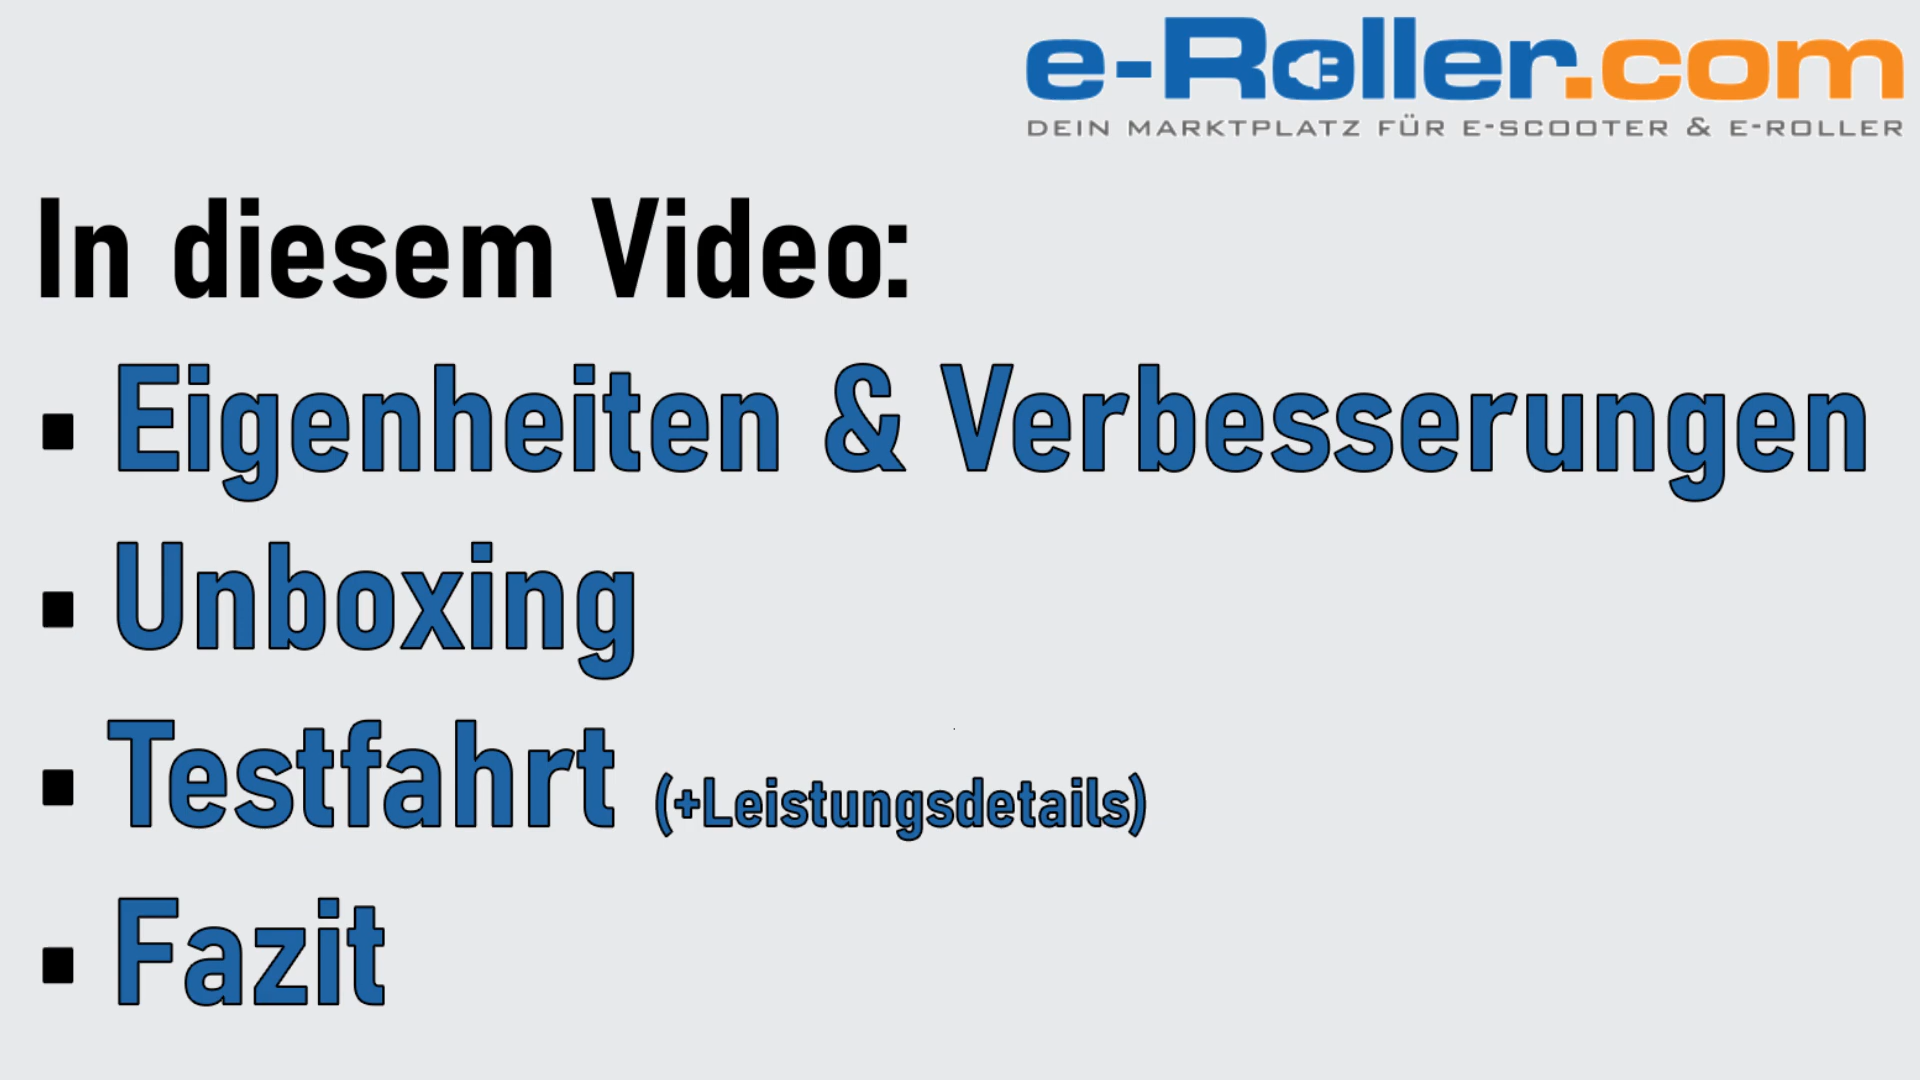 e-Roller.com
DEIN MARKTPLATZ FÜR E-SCOOTER & E-ROLLER
In diesem Video:
▪ Eigenheiten & Verbesserungen
▪ Unboxing
▪ Testfahrt (+Leistungsdetails)
▪ Fazit